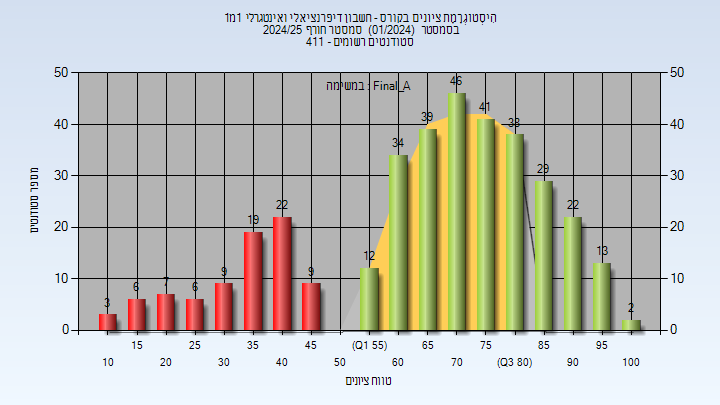 היסטוגרמת ציונים בקורס - חשבון דיפרנציאלי ואינטגרלי 1מ1
בסמסטר (01/2024) סמסטר חורף 2024/25
סטודנטים רשומים - 411
במשימה : Final_A
50 50
40 40
30 30
20 20
10 10
0 0
מספר סטודנטים
3 6 7 6 9 19 22 9 12 34 39 46 41 38 29 22 13 2
15 25 35 45 (Q1 55) 65 75 85 95
10 20 30 40 50 60 70 (Q3 80) 90 100
טווח ציונים